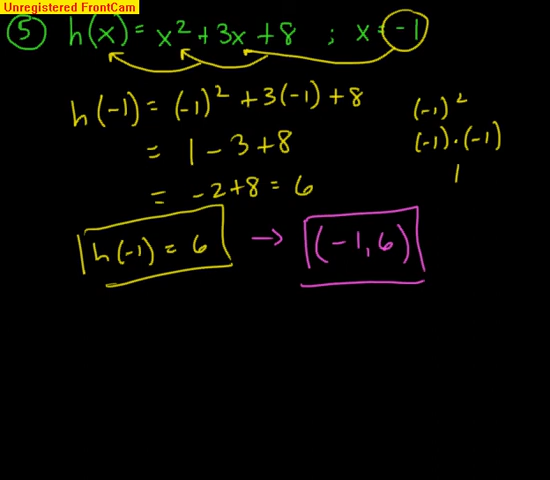 Unregistered FrontCam
5 h(x) = x² + 3x + 8 ; x = -1
h(-1) = (-1)² + 3(-1) + 8
= 1 - 3 + 8
= -2 + 8 = 6
h(-1) = 6 → (-1, 6)
(-1)²
(-1)·(-1)
1